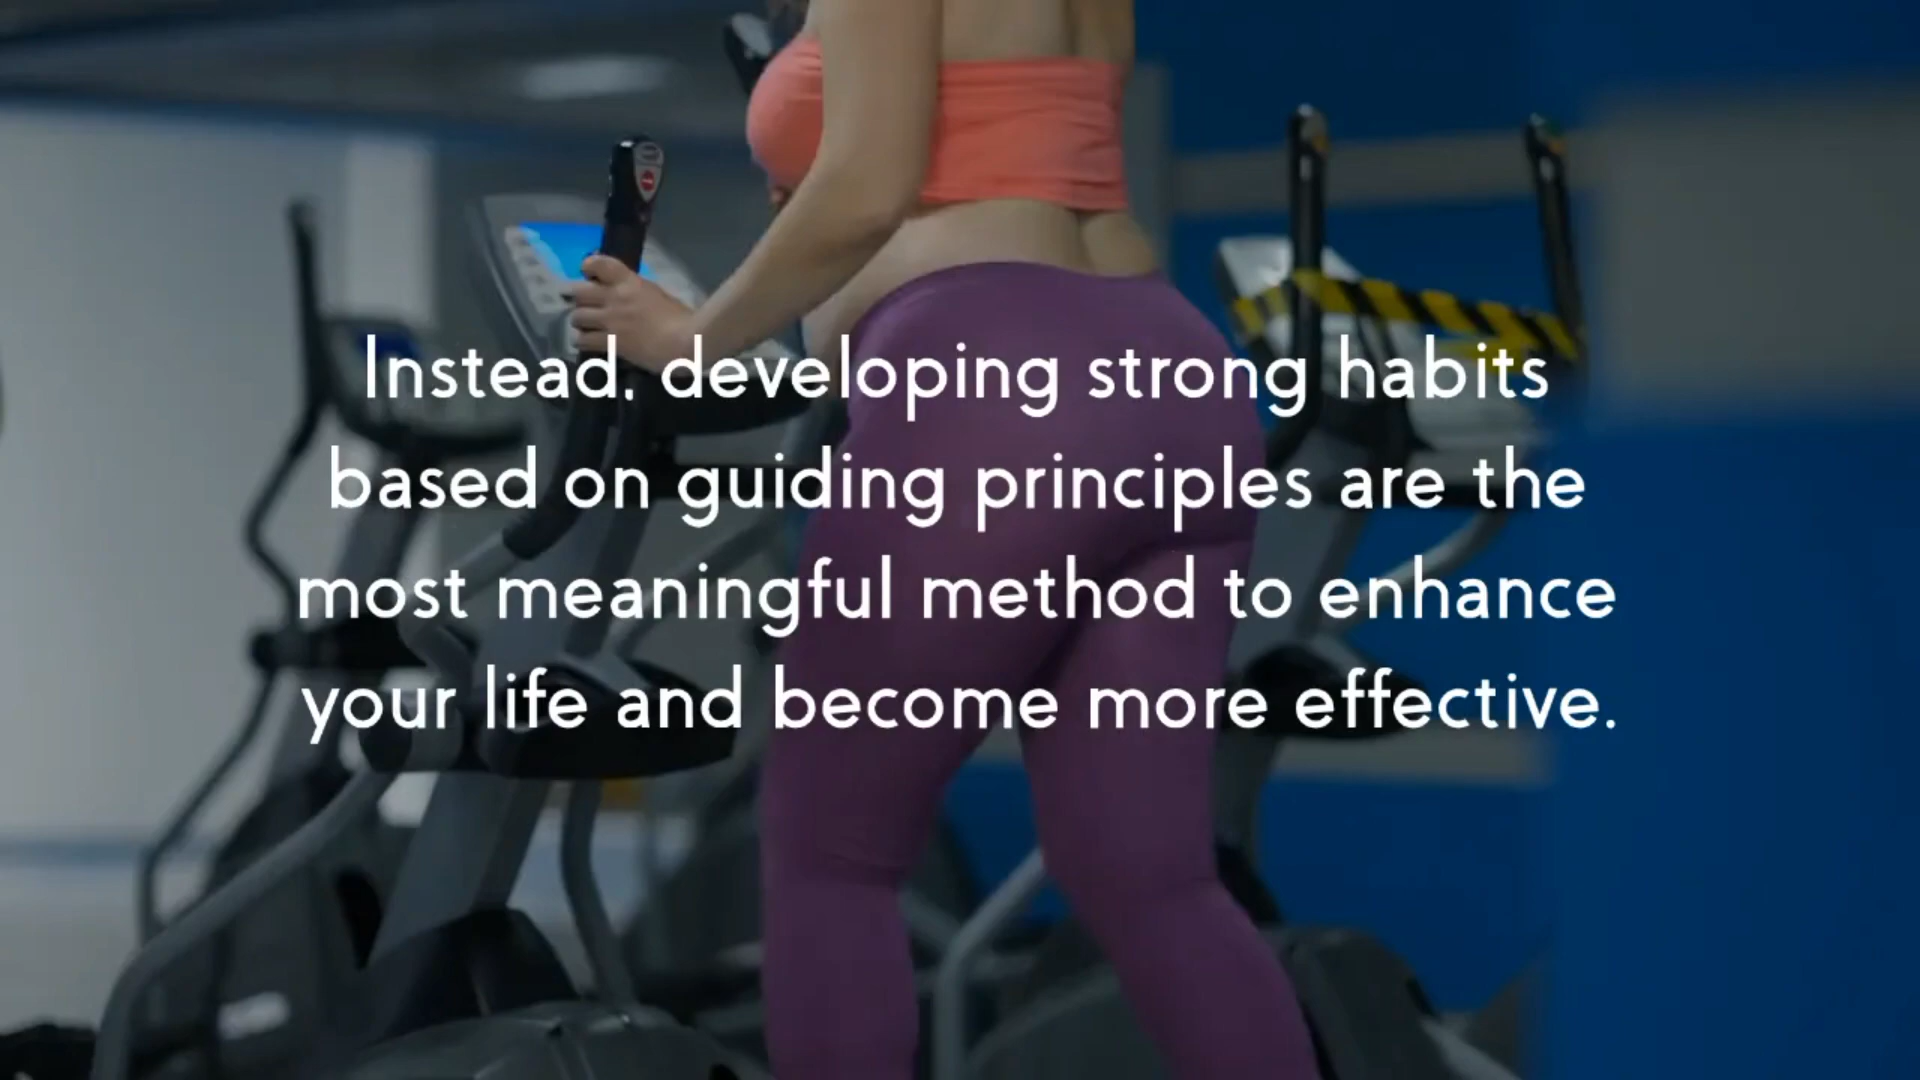 Instead, developing strong habits
based on guiding principles are the
most meaningful method to enhance
your life and become more effective.